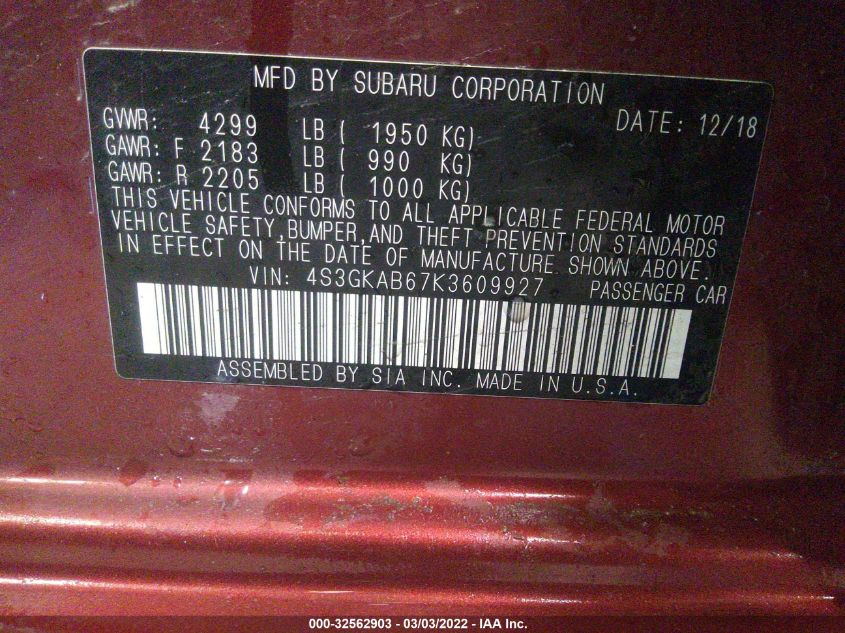 MFD BY SUBARU CORPORATION
GVWR: 4299 LB ( 1950 KG) DATE: 12/18
GAWR: F 2183 LB ( 990 KG)
GAWR: R 2205 LB ( 1000 KG)
THIS VEHICLE CONFORMS TO ALL APPLICABLE FEDERAL MOTOR
VEHICLE SAFETY,BUMPER,AND THEFT PREVENTION STANDARDS
IN EFFECT ON THE DATE OF MANUFACTURE SHOWN ABOVE.
VIN: 4S3GKAB67K3609927 PASSENGER CAR
ASSEMBLED BY SIA INC. MADE IN U.S.A.
000-32562903 - 03/03/2022 - IAA Inc.